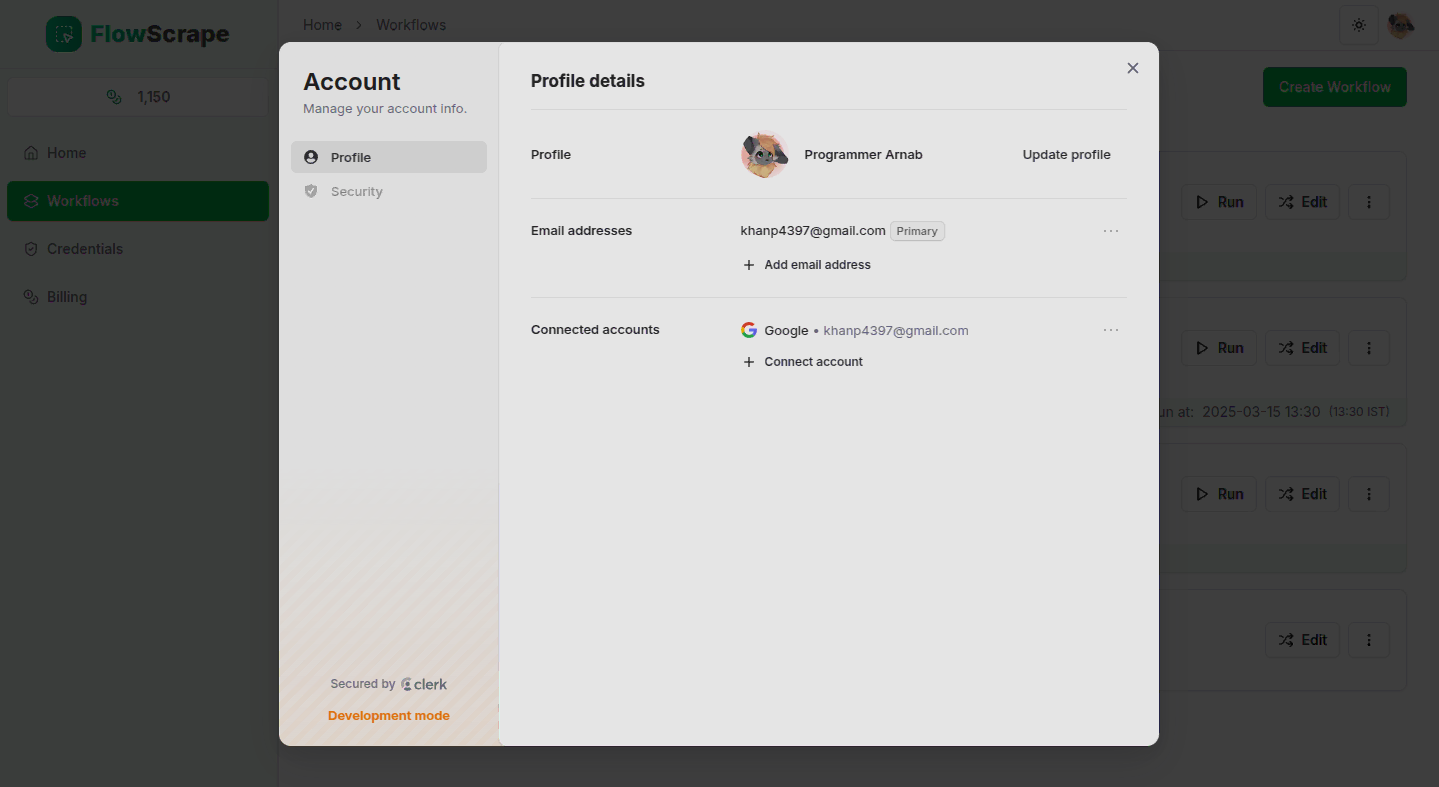 FlowScrape
Home > Workflows
1,150
Create Workflow
Home
Workflows
Credentials
Billing
Account
Manage your account info.
Profile
Security
Secured by clerk
Development mode
Profile details
Profile Programmer Arnab Update profile
Email addresses khanp4397@gmail.com Primary
Add email address
Connected accounts Google • khanp4397@gmail.com
Connect account
Run Edit
Run Edit
at: 2025-03-15 13:30 (13:30 IST)
Run Edit
Edit